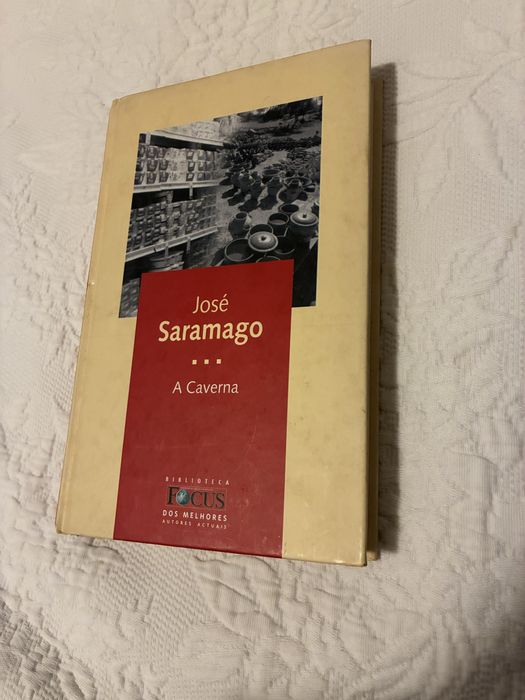 José
Saramago
A Caverna
BIBLIOTECA
FOCUS
DOS MELHORES
AUTORES ACTUAIS